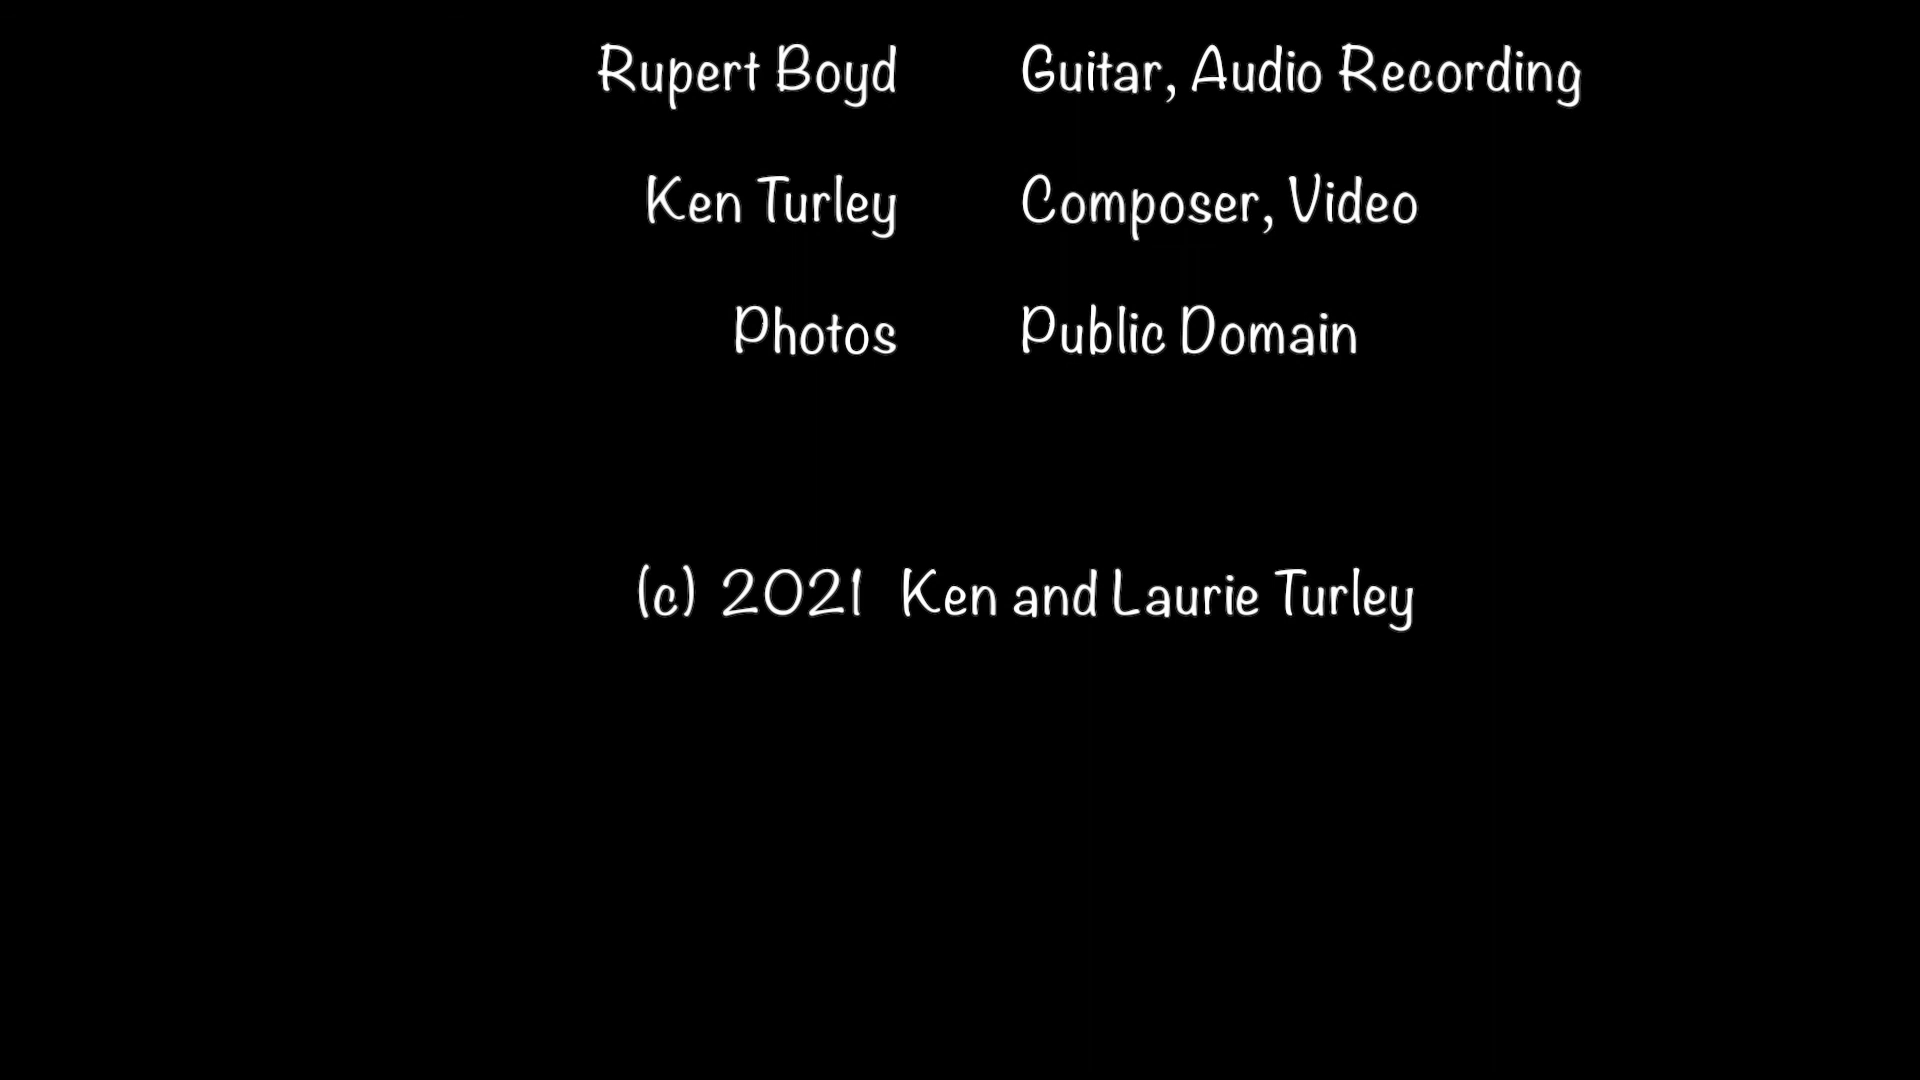 Rupert Boyd Guitar, Audio Recording
Ken Turley Composer, Video
Photos Public Domain
(c) 2021 Ken and Laurie Turley